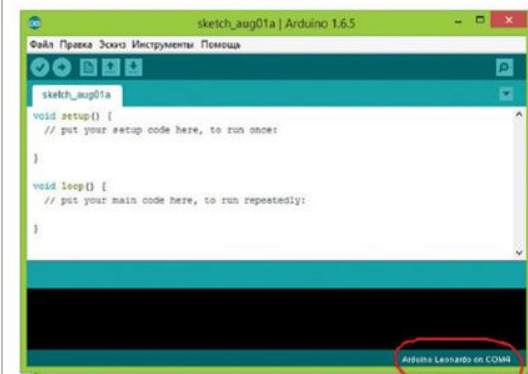 sketch_aug01a | Arduino 1.6.5
Файл Правка Эскиз Инструменты Помощь
sketch_aug01a
void setup() {
// put your setup code here, to run once:
}
void loop() {
// put your main code here, to run repeatedly:
}
Arduino Leonardo on COM4